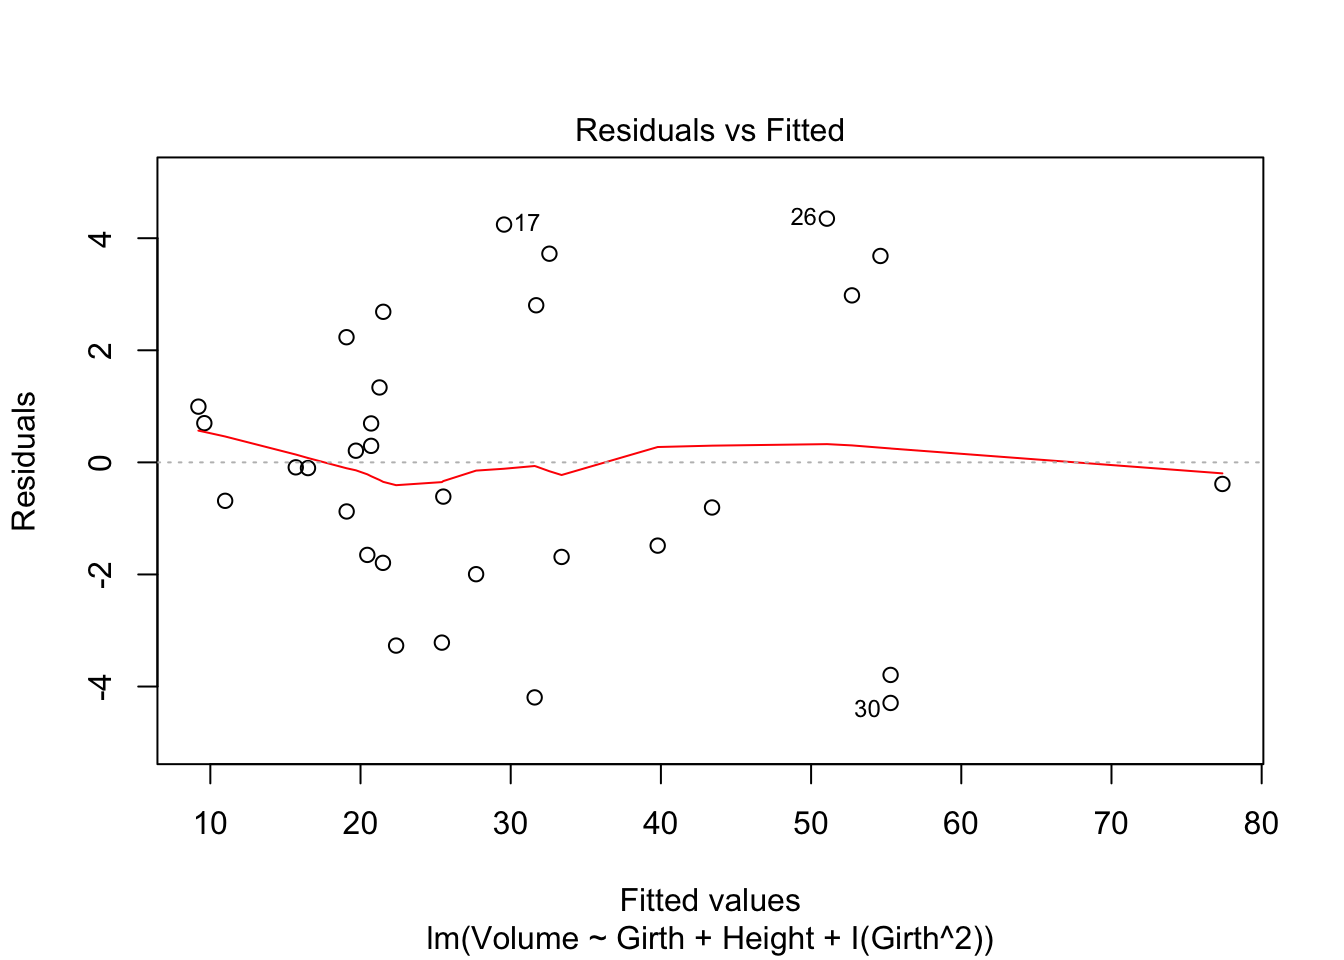 Residuals vs Fitted
4
2
0
-2
-4
Residuals
17
26
30
10 20 30 40 50 60 70 80
Fitted values
lm(Volume ~ Girth + Height + I(Girth^2))